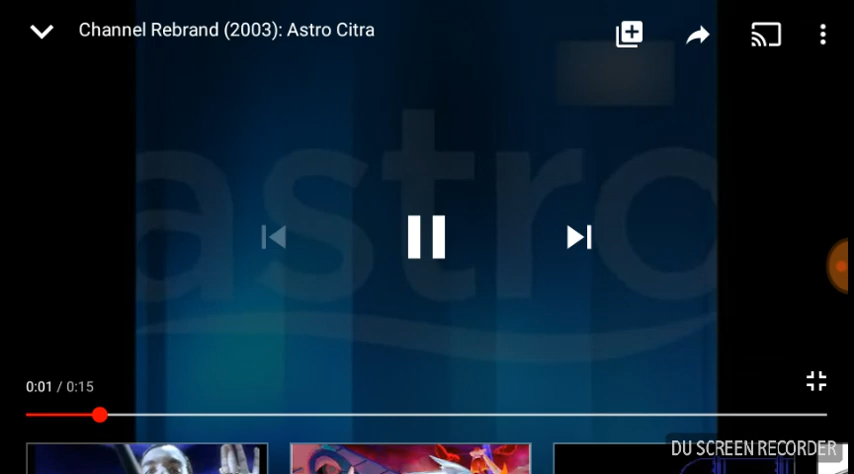 Channel Rebrand (2003): Astro Citra
astro
0:01 / 0:15
DU SCREEN RECORDER